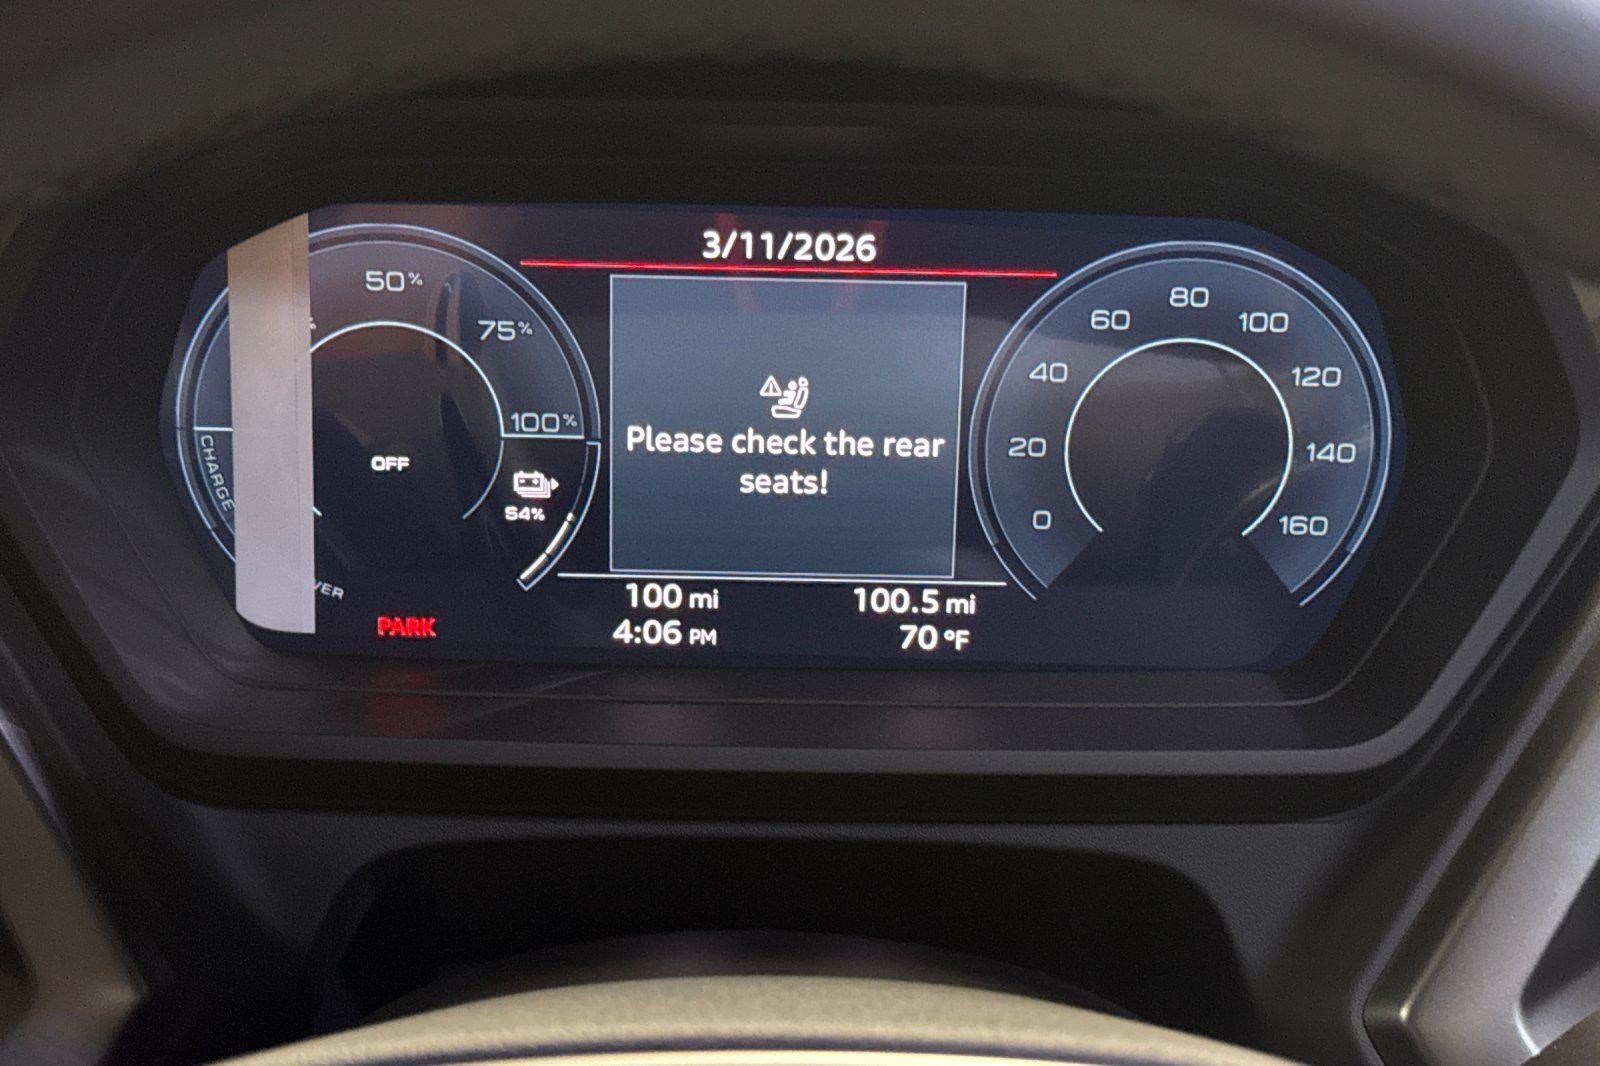 3/11/2026
50%
75%
100%
CHARGE
OFF
54%
PARK
Please check the rear
seats!
100 mi
100.5 mi
4:06 PM
70 °F
0
20
40
60
80
100
120
140
160